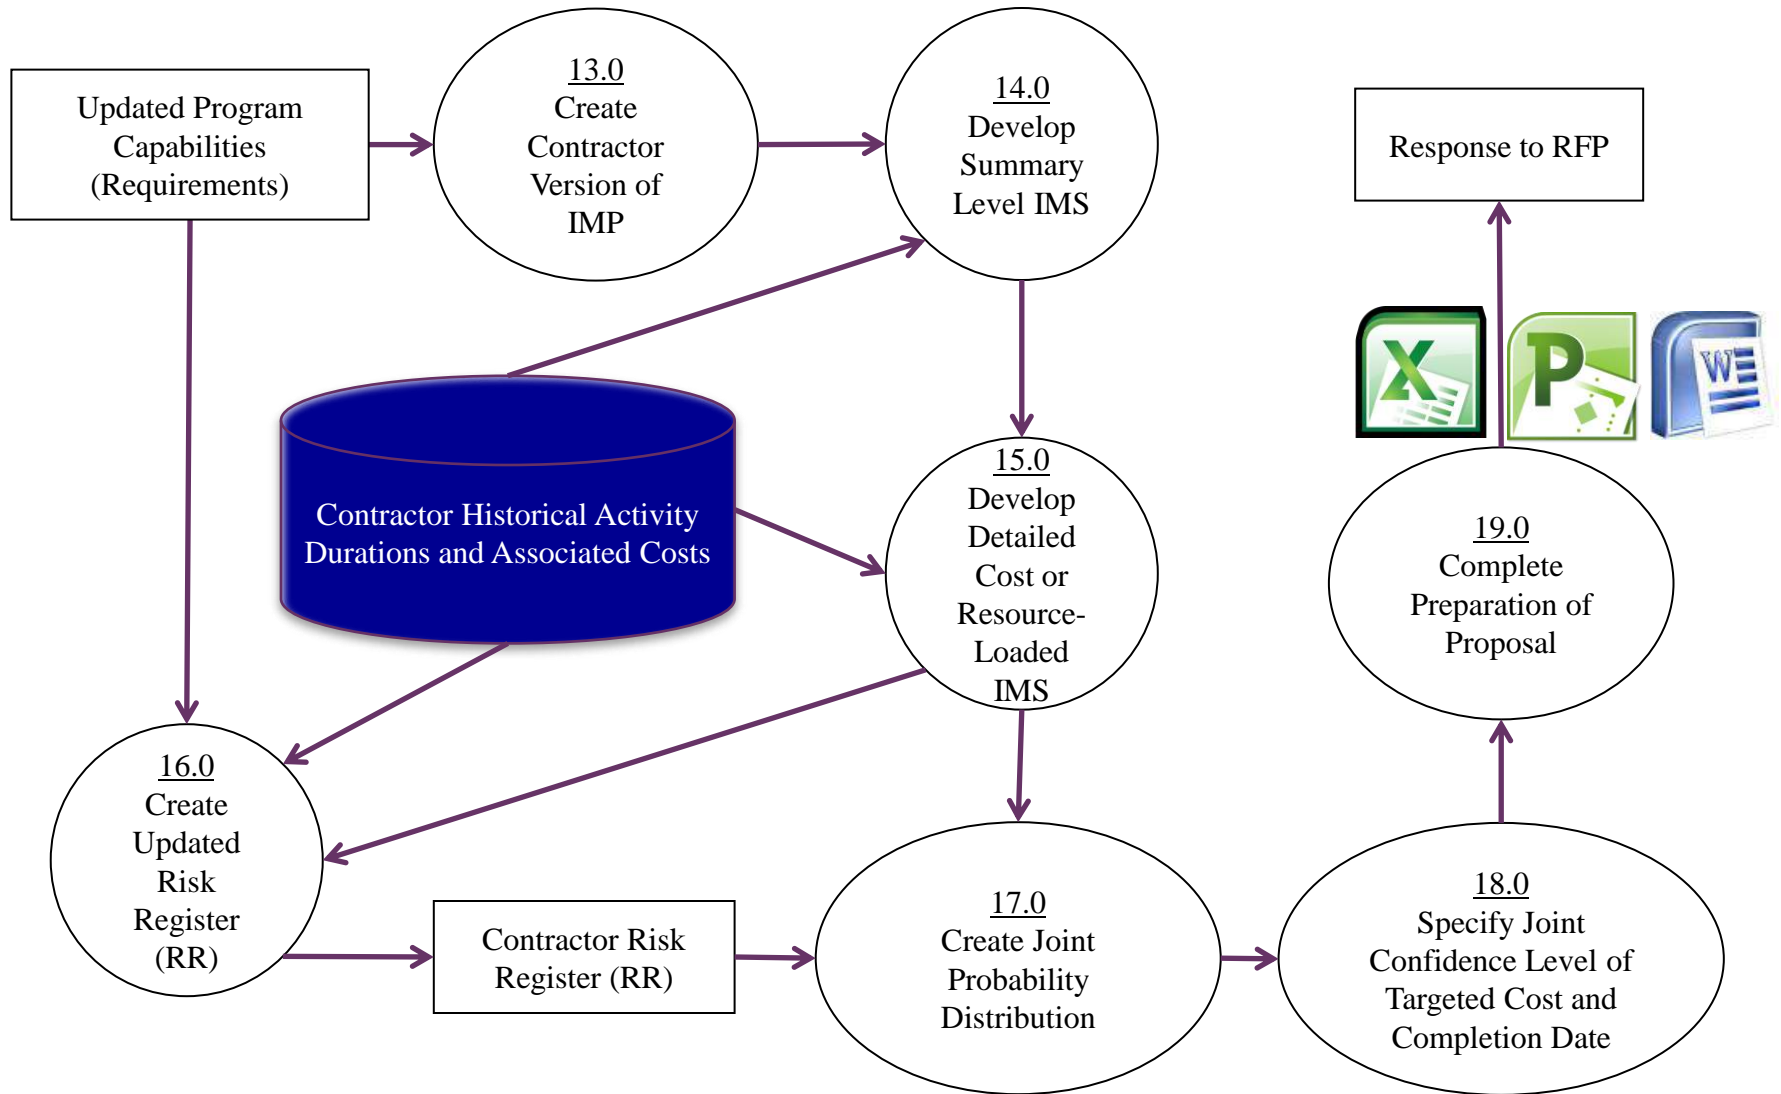 Updated Program
Capabilities
(Requirements)
13.0
Create
Contractor
Version of
IMP
14.0
Develop
Summary
Level IMS
Response to RFP
X
P
W
Contractor Historical Activity
Durations and Associated Costs
15.0
Develop
Detailed
Cost or
Resource-
Loaded
IMS
19.0
Complete
Preparation of
Proposal
16.0
Create
Updated
Risk
Register
(RR)
Contractor Risk
Register (RR)
17.0
Create Joint
Probability
Distribution
18.0
Specify Joint
Confidence Level of
Targeted Cost and
Completion Date